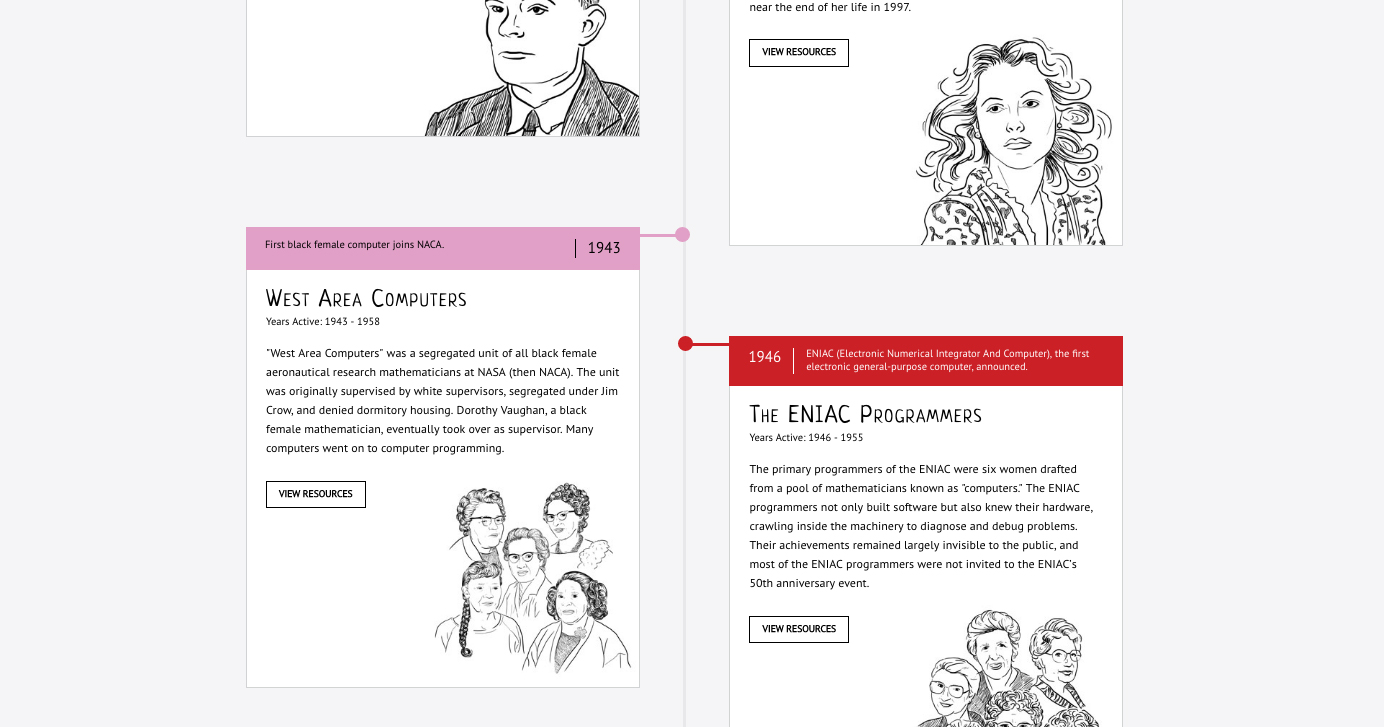 near the end of her life in 1997.
VIEW RESOURCES
First black female computer joins NACA.
1943
West Area Computers
Years Active: 1943 - 1958
"West Area Computers" was a segregated unit of all black female
aeronautical research mathematicians at NASA (then NACA). The unit
was originally supervised by white supervisors, segregated under Jim
Crow, and denied dormitory housing. Dorothy Vaughan, a black
female mathematician, eventually took over as supervisor. Many
computers went on to computer programming.
VIEW RESOURCES
1946
ENIAC (Electronic Numerical Integrator And Computer), the first
electronic general-purpose computer, announced.
The ENIAC Programmers
Years Active: 1946 - 1955
The primary programmers of the ENIAC were six women drafted
from a pool of mathematicians known as "computers." The ENIAC
programmers not only built software but also knew their hardware,
crawling inside the machinery to diagnose and debug problems.
Their achievements remained largely invisible to the public, and
most of the ENIAC programmers were not invited to the ENIAC's
50th anniversary event.
VIEW RESOURCES